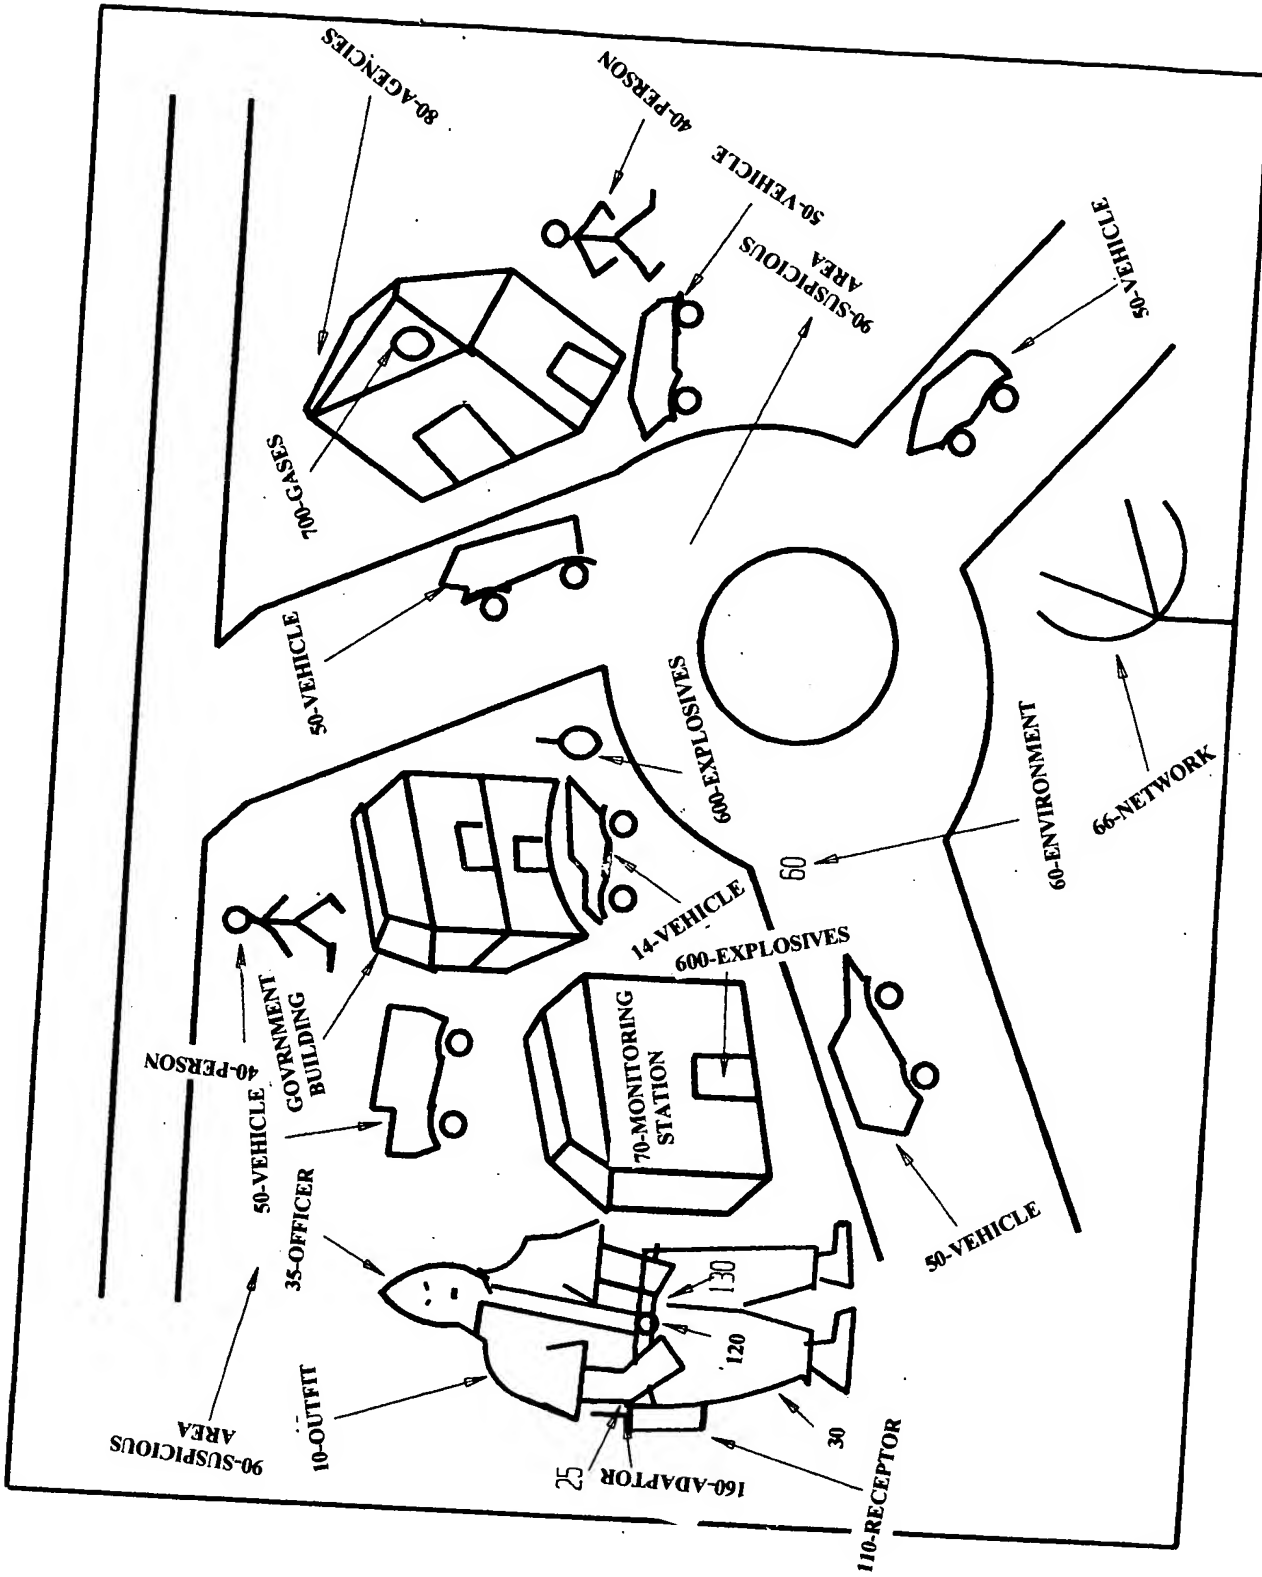 80-AGENCIES
40-PERSON
50-VEHICLE
90-SUSPICIOUS
AREA
50-VEHICLE
700-GASES
50-VEHICLE
600-EXPLOSIVES
60-ENVIRONMENT
60
66-NETWORK
14-VEHICLE
600-EXPLOSIVES
40-PERSON
GOVRNMENT
BUILDING
50-VEHICLE
70-MONITORING
STATION
35-OFFICER
50-VEHICLE
90-SUSPICIOUS
AREA
10-OUTFIT
130
120
30
25
160-ADAPTOR
110-RECEPTOR